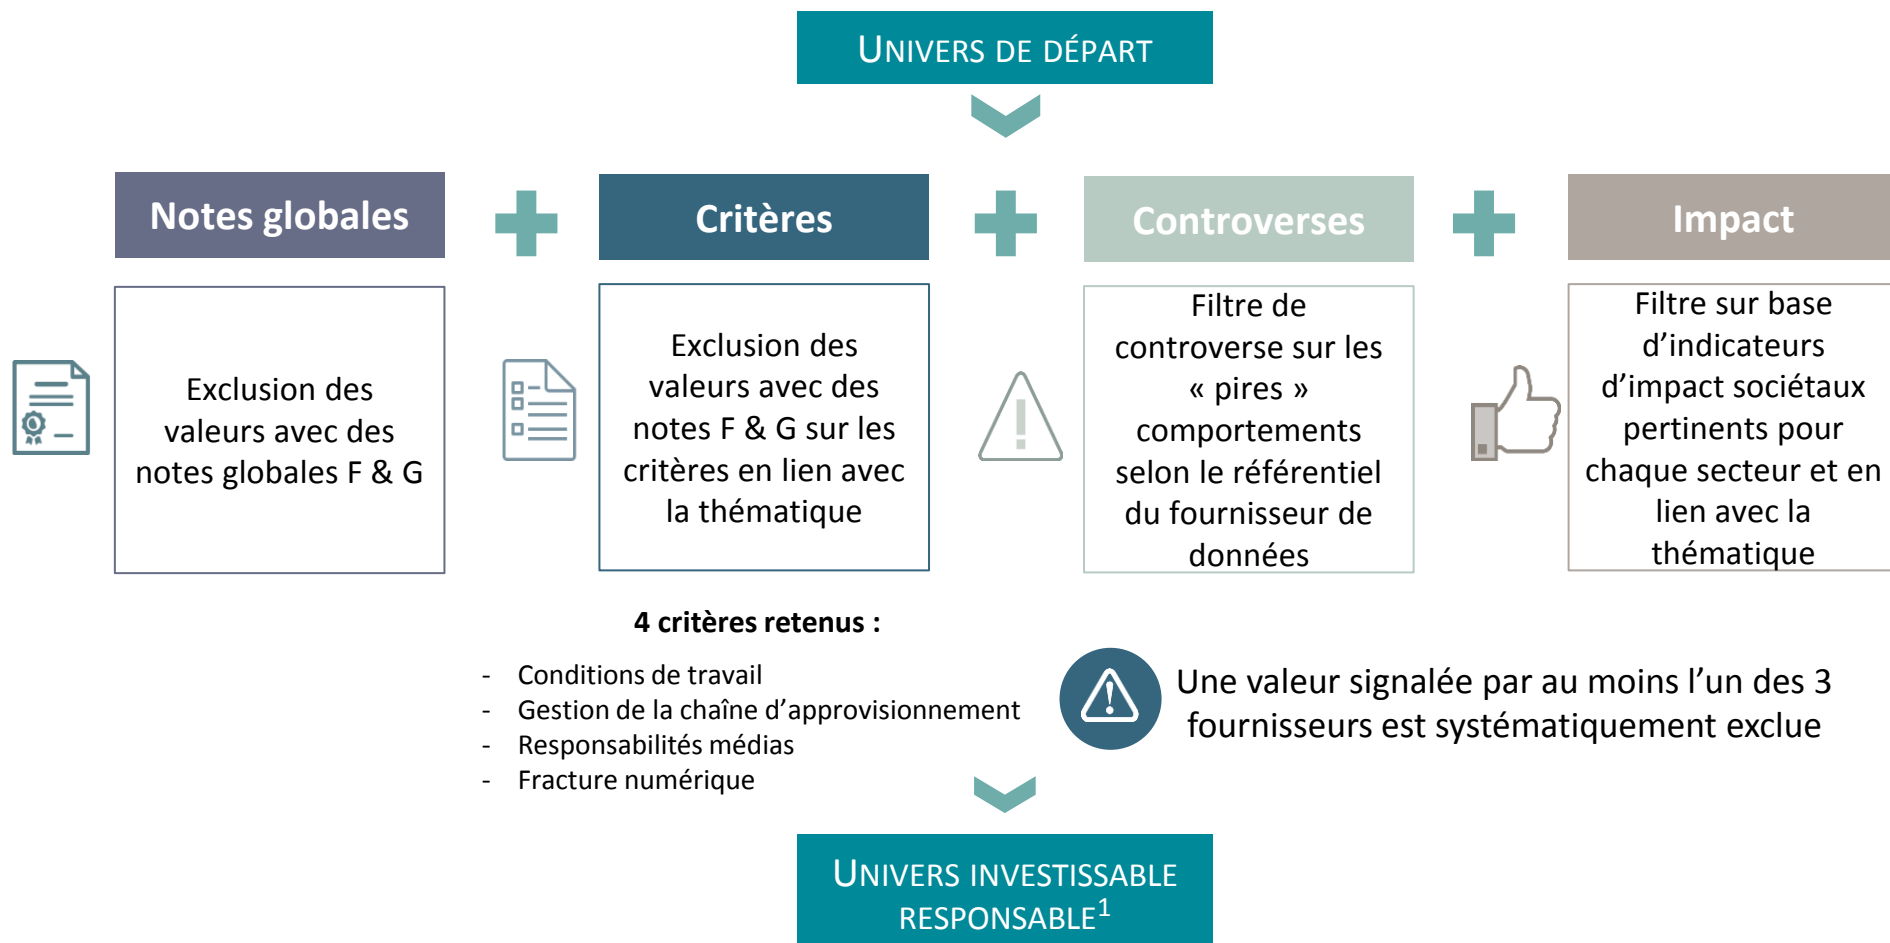 UNIVERS DE DÉPART
Notes globales
Critères
Controverses
Impact
Exclusion des
valeurs avec des
notes globales F & G
Exclusion des
valeurs avec des
notes F & G sur les
critères en lien avec
la thématique
Filtre de
controverse sur les
« pires »
comportements
selon le référentiel
du fournisseur de
données
Filtre sur base
d’indicateurs
d’impact sociétaux
pertinents pour
chaque secteur et en
lien avec la
thématique
4 critères retenus :
- Conditions de travail
- Gestion de la chaîne d’approvisionnement
- Responsabilités médias
- Fracture numérique
Une valeur signalée par au moins l’un des 3
fournisseurs est systématiquement exclue
UNIVERS INVESTISSABLE
RESPONSABLE¹